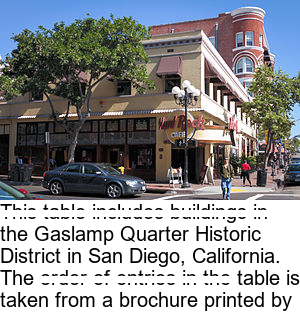 CAFE
This table includes buildings in
the Gaslamp Quarter Historic
District in San Diego, California.
The order of entries in the table is
taken from a brochure printed by